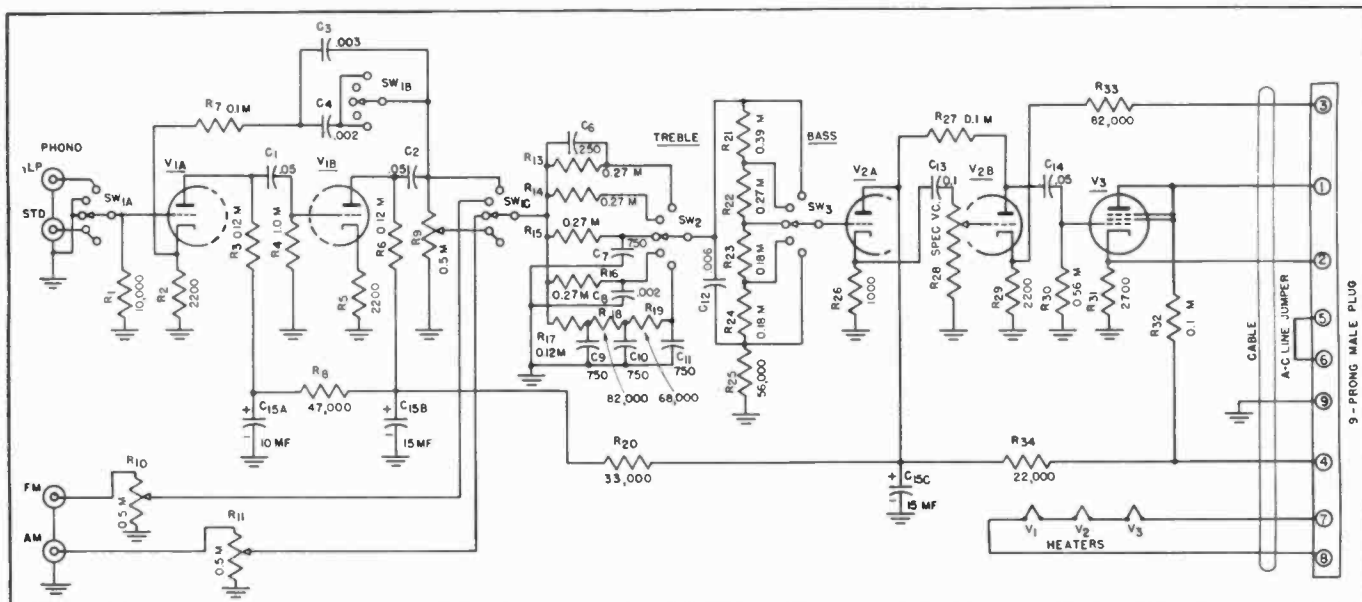 C3
.003
SW1B
R7 0.1 M
C4
.002
R33
82,000
3
PHONO
LP
STD
SW1A
V1A
C1
.05
V1B
C2
.05
R1
10,000
R2
2200
R3 0.12 M
R4 1.0 M
R5
2200
R6 0.12 M
R9
0.5 M
SW1C
C6
250
R13
0.27 M
R14
0.27 M
R15
0.27 M
750
C7
R16
0.27 M
C8
.002
R17
0.12 M
R18
R19
C9
750
C10
750
C11
750
82,000
68,000
TREBLE
SW2
BASS
R21
0.39 M
R22
0.27 M
SW3
R23
0.18 M
R24
0.18 M
R25
56,000
C12
.006
V2A
R26
1000
R27 0.1 M
C13
0.1
R28 SPEC VC.
V2B
R29
2200
C14
.05
R30
0.56 M
V3
R31
2700
R32
0.1 M
1
2
5
6
9
4
7
8
CABLE
A-C LINE JUMPER
9-PRONG MALE PLUG
R8
47,000
C15A
+
10 MF
C15B
+
15 MF
R20
33,000
C15C
+
15 MF
R34
22,000
FM
R10
0.5 M
AM
R11
0.5 M
V1
V2
V3
HEATERS